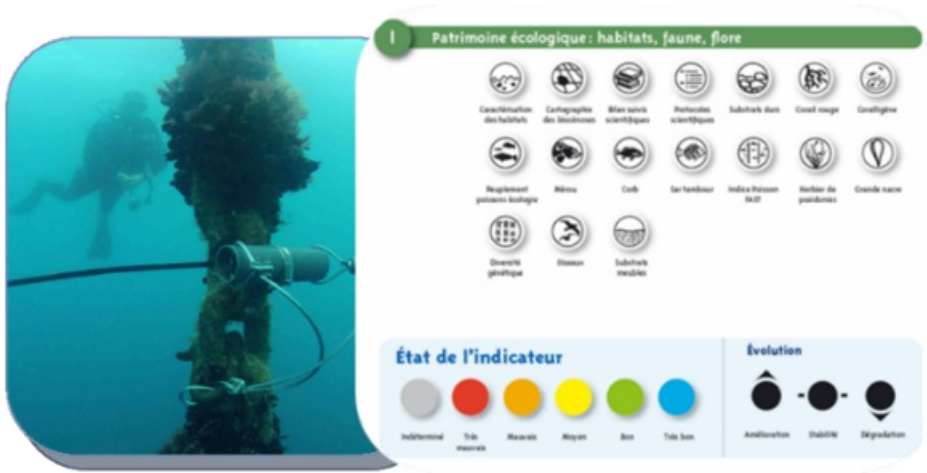 1 Patrimoine écologique : habitats, faune, flore
Caractérisation
des habitats
Cartographie
des biocénoses
Bilan suivis
scientifiques
Protocoles
scientifiques
Substrats durs
Corail rouge
Coralligène
Peuplement
poissons écologie
Mérou
Corb
Sar tambour
Indice Poisson
FAST
Herbier de
posidonies
Grande nacre
Diversité
génétique
Oiseaux
Substrats
meubles
État de l'indicateur
Indéterminé
Très
mauvais
Mauvais
Moyen
Bon
Très bon
Évolution
Amélioration
Stabilité
Dégradation